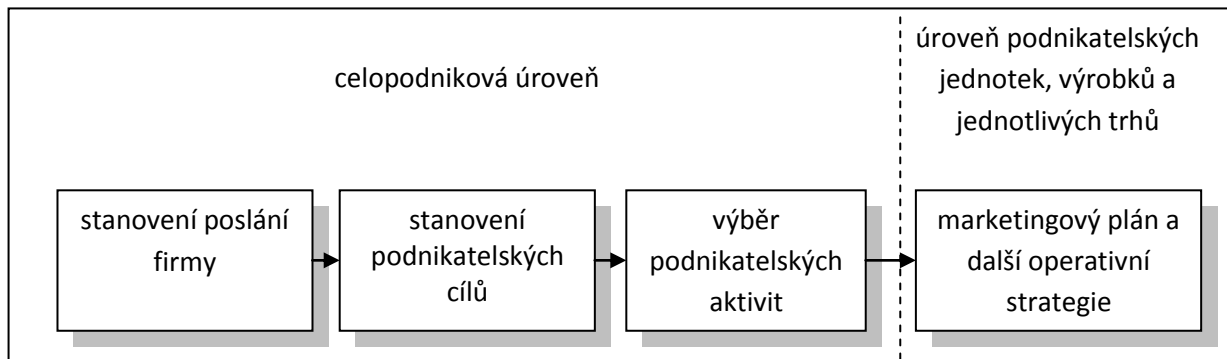 celopodniková úroveň
úroveň podnikatelských
jednotek, výrobků a
jednotlivých trhů
stanovení poslání
firmy
stanovení
podnikatelských
cílů
výběr
podnikatelských
aktivit
marketingový plán a
další operativní
strategie